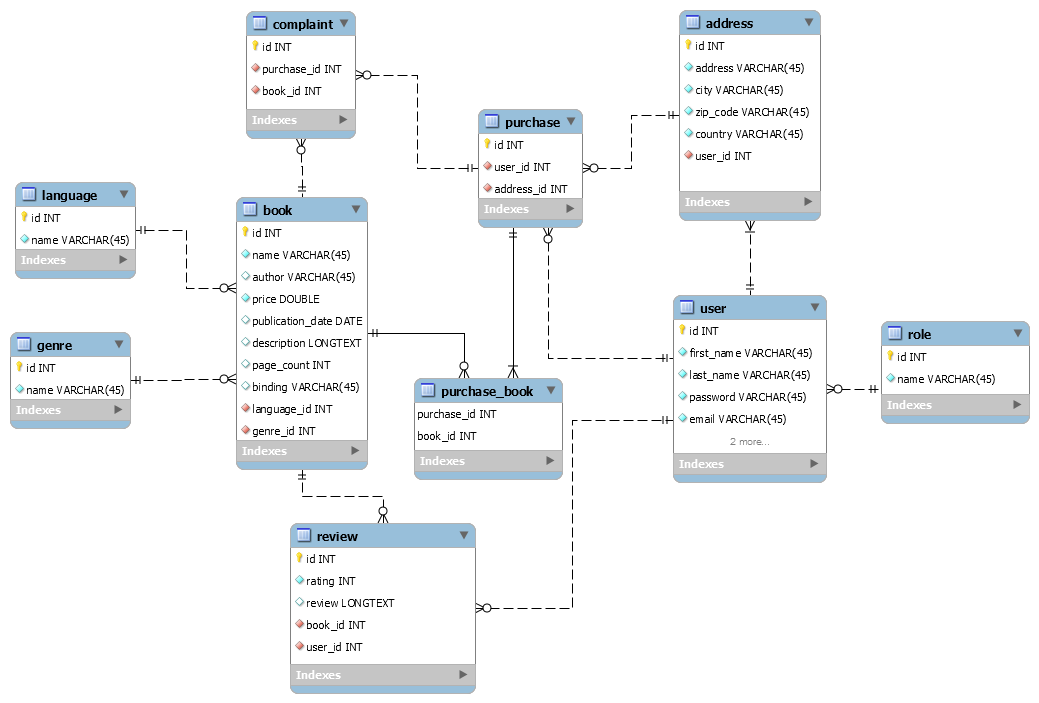 complaint
id INT
purchase_id INT
book_id INT
Indexes
address
id INT
address VARCHAR(45)
city VARCHAR(45)
zip_code VARCHAR(45)
country VARCHAR(45)
user_id INT
Indexes
purchase
id INT
user_id INT
address_id INT
Indexes
language
id INT
name VARCHAR(45)
Indexes
book
id INT
name VARCHAR(45)
author VARCHAR(45)
price DOUBLE
publication_date DATE
description LONGTEXT
page_count INT
binding VARCHAR(45)
language_id INT
genre_id INT
Indexes
genre
id INT
name VARCHAR(45)
Indexes
purchase_book
purchase_id INT
book_id INT
Indexes
user
id INT
first_name VARCHAR(45)
last_name VARCHAR(45)
password VARCHAR(45)
email VARCHAR(45)
2 more...
Indexes
role
id INT
name VARCHAR(45)
Indexes
review
id INT
rating INT
review LONGTEXT
book_id INT
user_id INT
Indexes